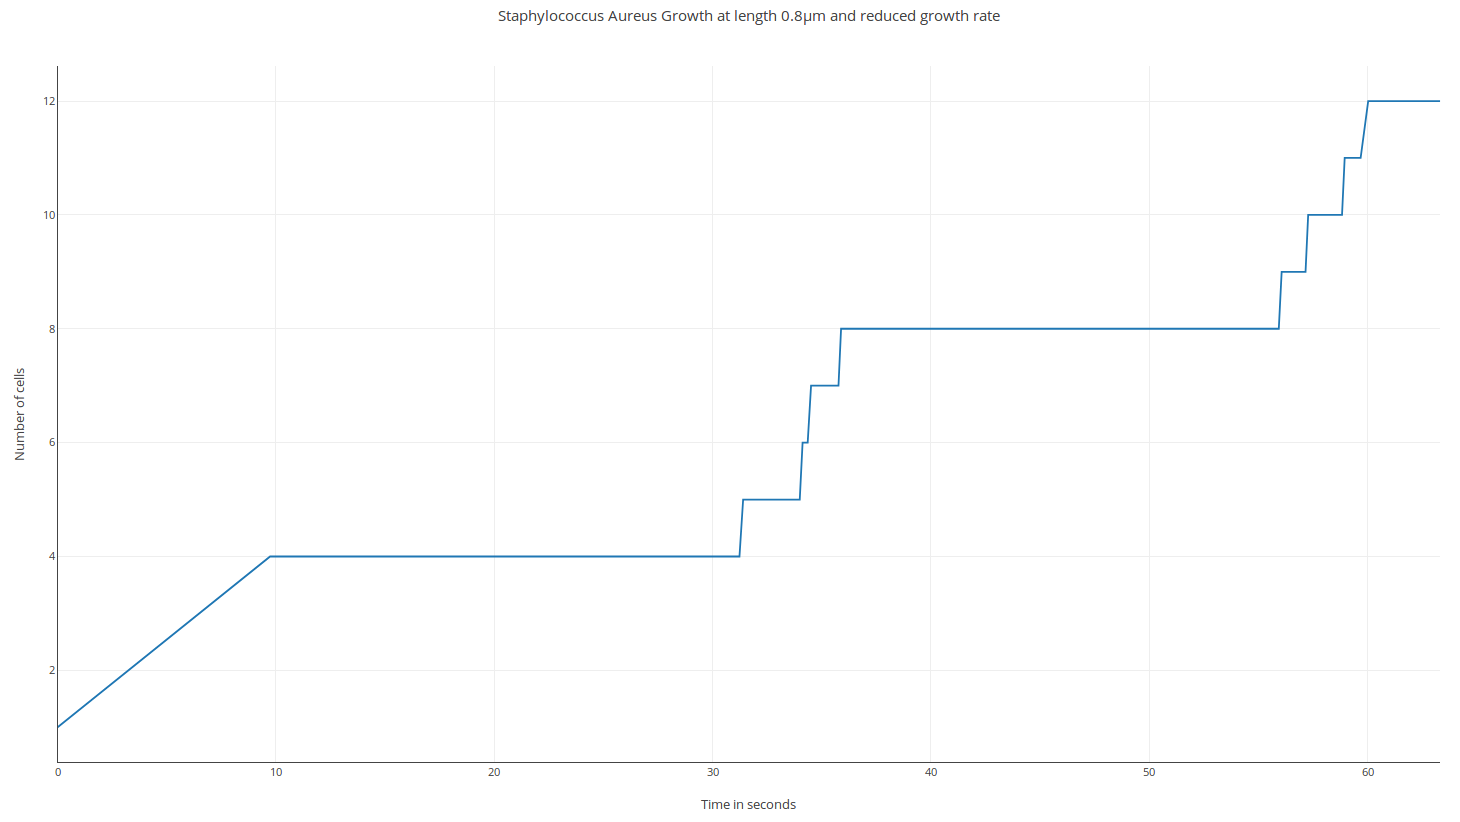 Staphylococcus Aureus Growth at length 0.8μm and reduced growth rate
12
10
8
6
4
2
Number of cells
0 10 20 30 40 50 60
Time in seconds